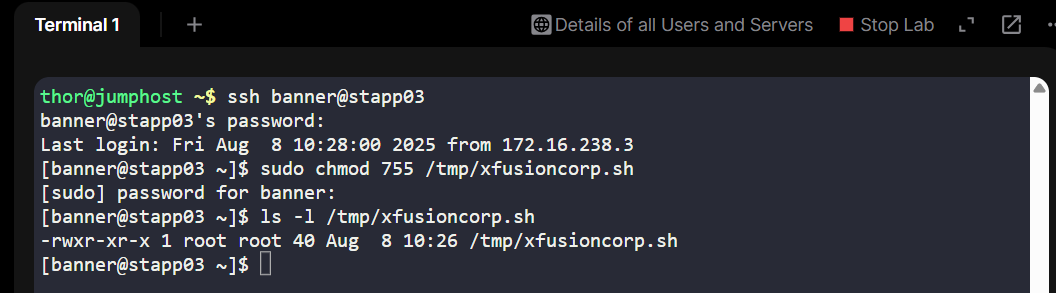 Terminal 1 + Details of all Users and Servers Stop Lab
thor@jumphost ~$ ssh banner@stapp03
banner@stapp03's password:
Last login: Fri Aug  8 10:28:00 2025 from 172.16.238.3
[banner@stapp03 ~]$ sudo chmod 755 /tmp/xfusioncorp.sh
[sudo] password for banner:
[banner@stapp03 ~]$ ls -l /tmp/xfusioncorp.sh
-rwxr-xr-x 1 root root 40 Aug  8 10:26 /tmp/xfusioncorp.sh
[banner@stapp03 ~]$